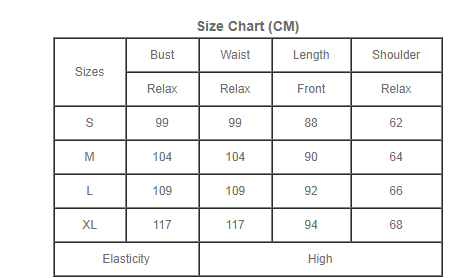 Size Chart (CM)
Sizes Bust Waist Length Shoulder
Relax Relax Front Relax
S 99 99 88 62
M 104 104 90 64
L 109 109 92 66
XL 117 117 94 68
Elasticity High